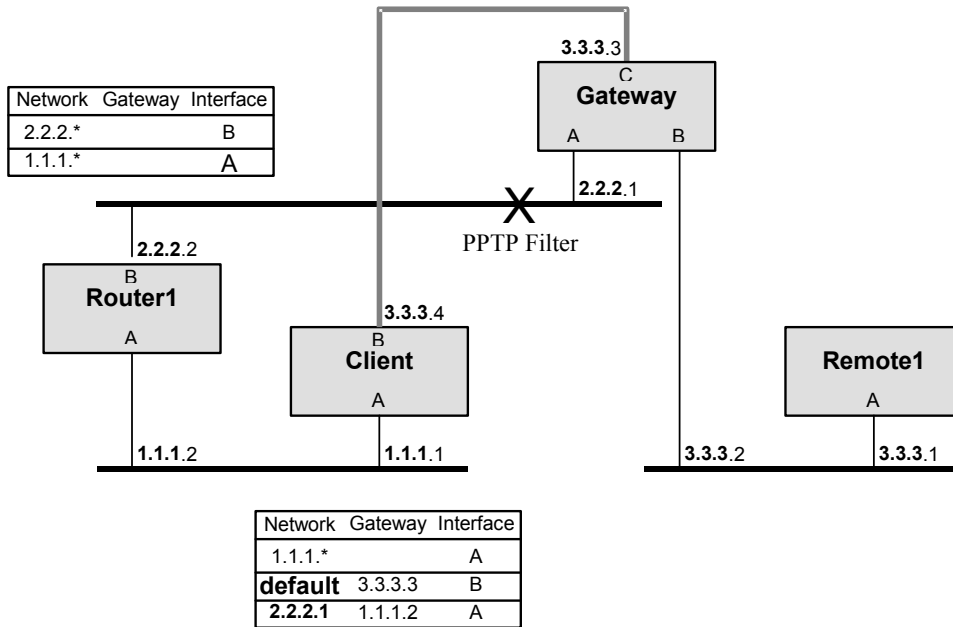 3.3.3.3
C
Gateway
A B
Network Gateway Interface
2.2.2.* B
1.1.1.* A
2.2.2.1
X
PPTP Filter
2.2.2.2
B
Router1
A
3.3.3.4
B
Client
A
Remote1
A
1.1.1.2
1.1.1.1
3.3.3.2
3.3.3.1
Network Gateway Interface
1.1.1.* A
default 3.3.3.3 B
2.2.2.1 1.1.1.2 A